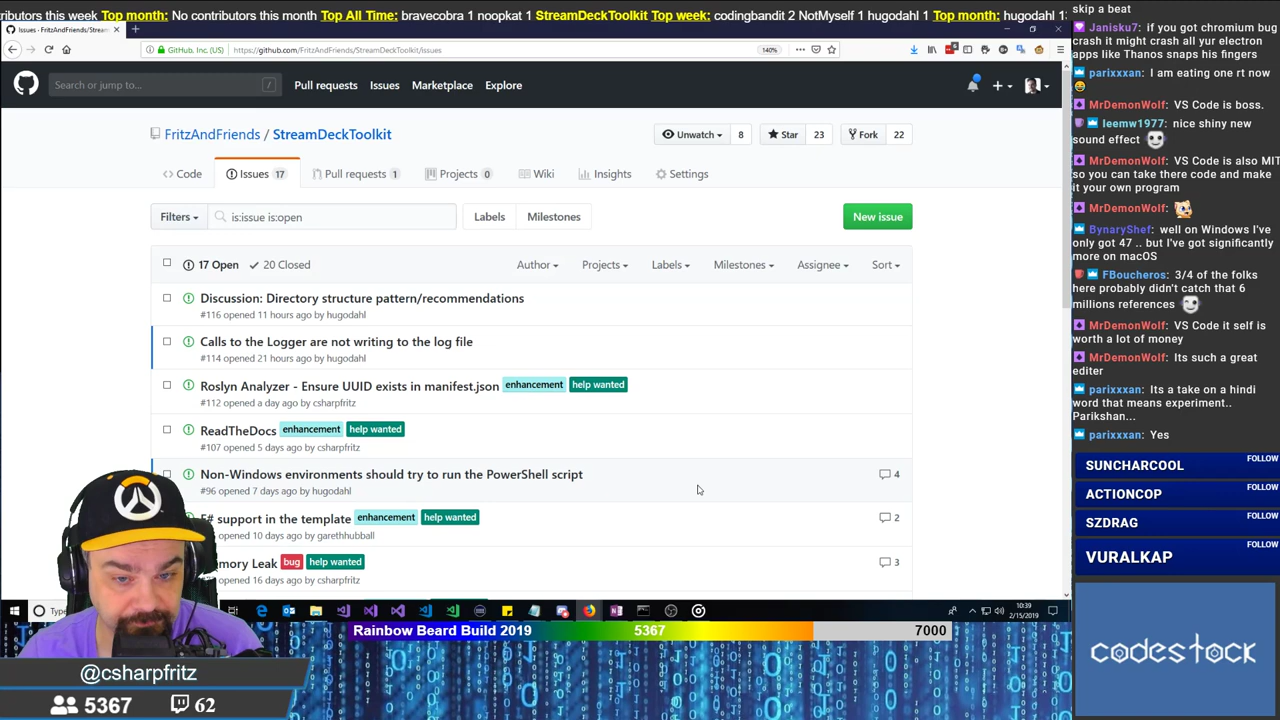 ors this week Top month: No contributors this month Top All Time: bravecobra 1 noopkat 1 StreamDeckToolkit Top week: codingbandit 2 NotMyself 1 hugodahl 1 Top month: hugodahl 1
Issues · FritzAndFriends/Stream
GitHub, Inc. (US)
https://github.com/FritzAndFriends/StreamDeckToolkit/issues
140%
Search or jump to...
/
Pull requests
Issues
Marketplace
Explore
FritzAndFriends / StreamDeckToolkit
Unwatch
8
Star
23
Fork
22
Code
Issues 17
Pull requests 1
Projects 0
Wiki
Insights
Settings
Filters
is:issue is:open
Labels
Milestones
New issue
17 Open
20 Closed
Author
Projects
Labels
Milestones
Assignee
Sort
Discussion: Directory structure pattern/recommendations
#116 opened 11 hours ago by hugodahl
Calls to the Logger are not writing to the log file
#114 opened 21 hours ago by hugodahl
Roslyn Analyzer - Ensure UUID exists in manifest.json enhancement help wanted
#112 opened a day ago by csharpfritz
ReadTheDocs enhancement help wanted
#107 opened 5 days ago by csharpfritz
Non-Windows environments should try to run the PowerShell script
4
#96 opened 7 days ago by hugodahl
F# support in the template enhancement help wanted
2
opened 10 days ago by garethhubball
mory Leak bug help wanted
3
opened 16 days ago by csharpfritz
Type
10:39
2/15/2019
Rainbow Beard Build 2019
5367
7000
@csharpfritz
5367
62
skip a beat
Janisku7: if you got chromium bug
crash it might crash all yur electron
apps like Thanos snaps his fingers
parixxxan: I am eating one rt now
MrDemonWolf: VS Code is boss.
leemw1977: nice shiny new
sound effect
MrDemonWolf: VS Code is also MIT
so you can take there code and make
it your own program
MrDemonWolf:
BynaryShef: well on Windows I've
only got 47 .. but I've got significantly
more on macOS
FBoucheros: 3/4 of the folks
here probably didn't catch that 6
millions references
MrDemonWolf: VS Code it self is
worth a lot of money
MrDemonWolf: Its such a great
editer
parixxxan: Its a take on a hindi
word that means experiment..
Parikshan...
parixxxan: Yes
SUNCHARCOOL
FOLLOW
ACTIONCOP
FOLLOW
SZDRAG
FOLLOW
VURALKAP
FOLLOW
codestock